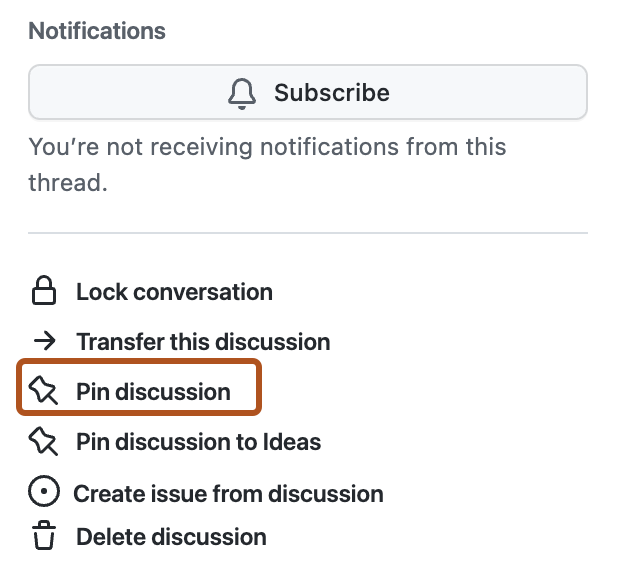 Notifications
Subscribe
You’re not receiving notifications from this
thread.
Lock conversation
Transfer this discussion
Pin discussion
Pin discussion to Ideas
Create issue from discussion
Delete discussion